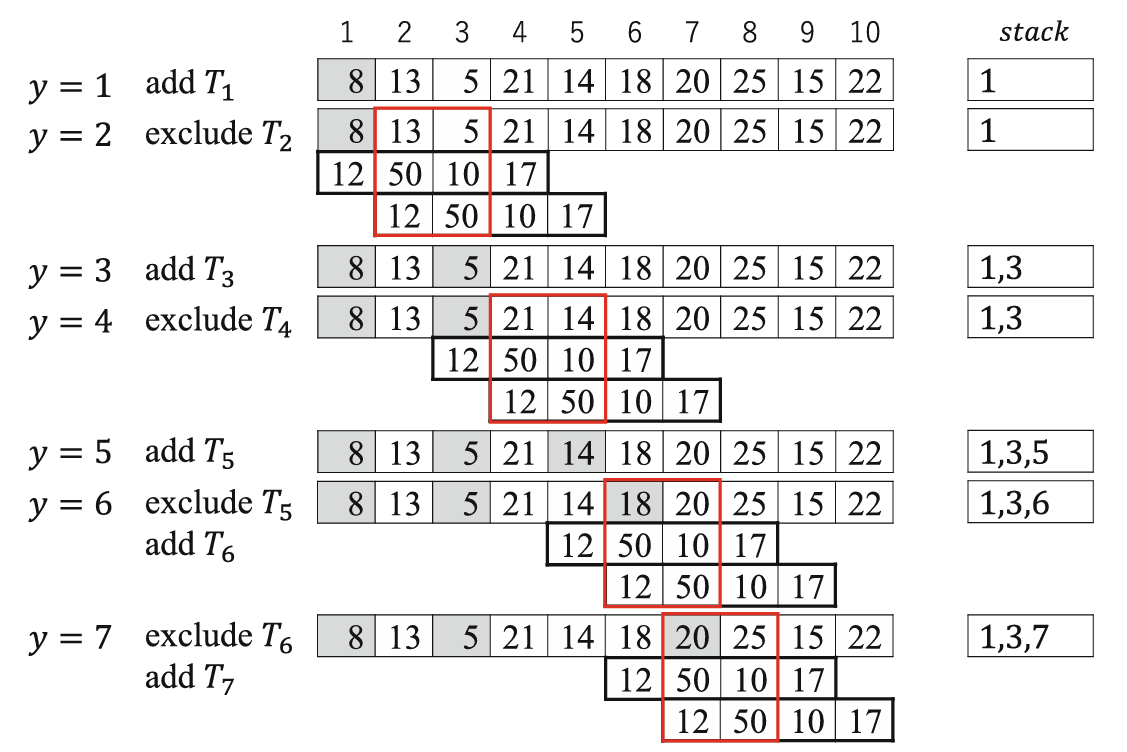 1 2 3 4 5 6 7 8 9 10 stack
y = 1 add T₁ 8 13 5 21 14 18 20 25 15 22 1
y = 2 exclude T₂ 8 13 5 21 14 18 20 25 15 22 1
12 50 10 17
12 50 10 17
y = 3 add T₃ 8 13 5 21 14 18 20 25 15 22 1,3
y = 4 exclude T₄ 8 13 5 21 14 18 20 25 15 22 1,3
12 50 10 17
12 50 10 17
y = 5 add T₅ 8 13 5 21 14 18 20 25 15 22 1,3,5
y = 6 exclude T₅ 8 13 5 21 14 18 20 25 15 22 1,3,6
add T₆ 12 50 10 17
12 50 10 17
y = 7 exclude T₆ 8 13 5 21 14 18 20 25 15 22 1,3,7
add T₇ 12 50 10 17
12 50 10 17